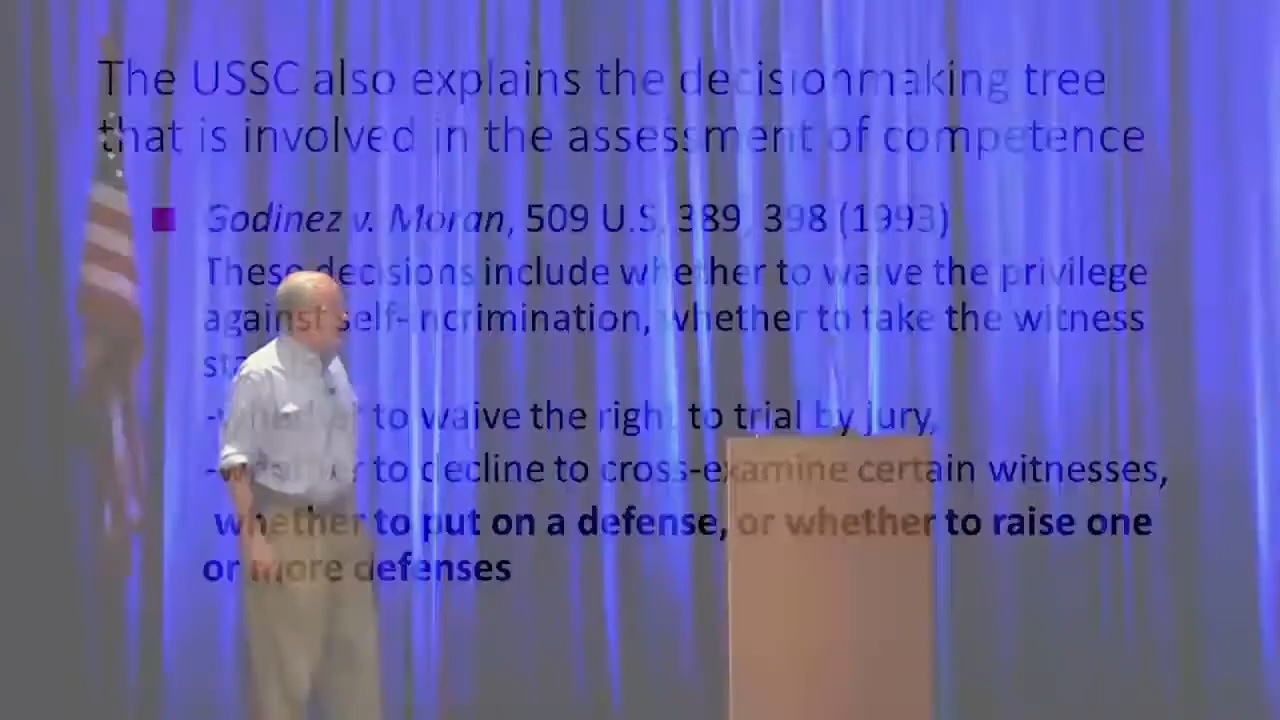 The USSC also explains the decisionmaking tree
that is involved in the assessment of competence
Godinez v. Moran, 509 U.S. 389, 398 (1993)
These decisions include whether to waive the privilege
against self-incrimination, whether to take the witness
-whether to waive the right to trial by jury,
-whether to decline to cross-examine certain witnesses,
whether to put on a defense, or whether to raise one
or more defenses